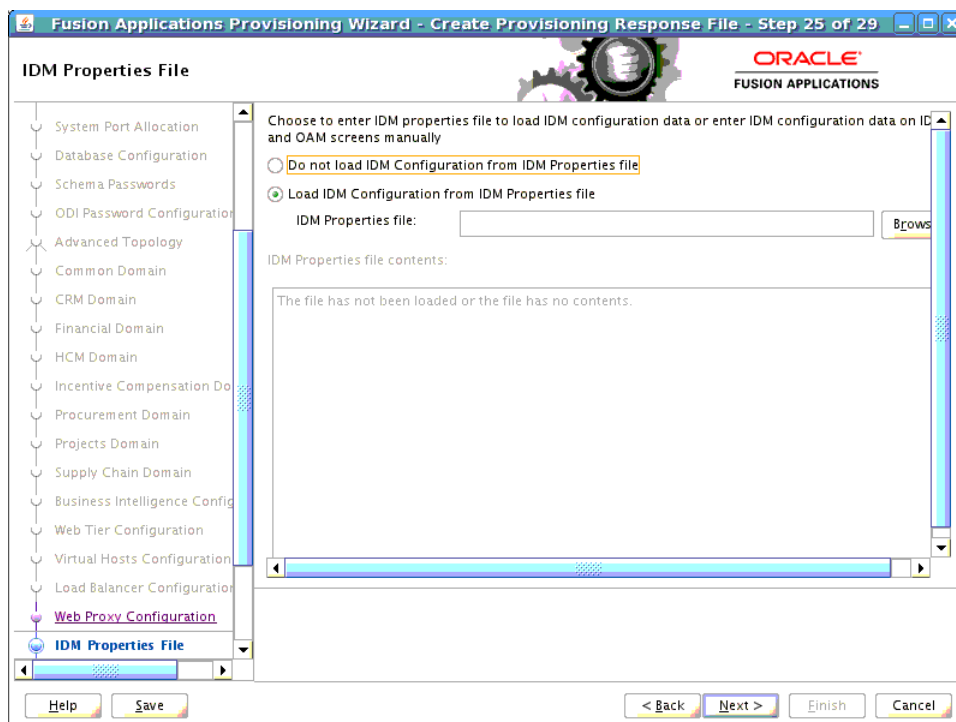 Fusion Applications Provisioning Wizard - Create Provisioning Response File - Step 25 of 29
IDM Properties File
ORACLE
FUSION APPLICATIONS
System Port Allocation
Database Configuration
Schema Passwords
ODI Password Configuration
Advanced Topology
Common Domain
CRM Domain
Financial Domain
HCM Domain
Incentive Compensation Do
Procurement Domain
Projects Domain
Supply Chain Domain
Business Intelligence Config
Web Tier Configuration
Virtual Hosts Configuration
Load Balancer Configuration
Web Proxy Configuration
IDM Properties File
Choose to enter IDM properties file to load IDM configuration data or enter IDM configuration data on ID
and OAM screens manually
Do not load IDM Configuration from IDM Properties file
Load IDM Configuration from IDM Properties file
IDM Properties file:
Brows
IDM Properties file contents:
The file has not been loaded or the file has no contents.
Help
Save
< Back
Next >
Finish
Cancel